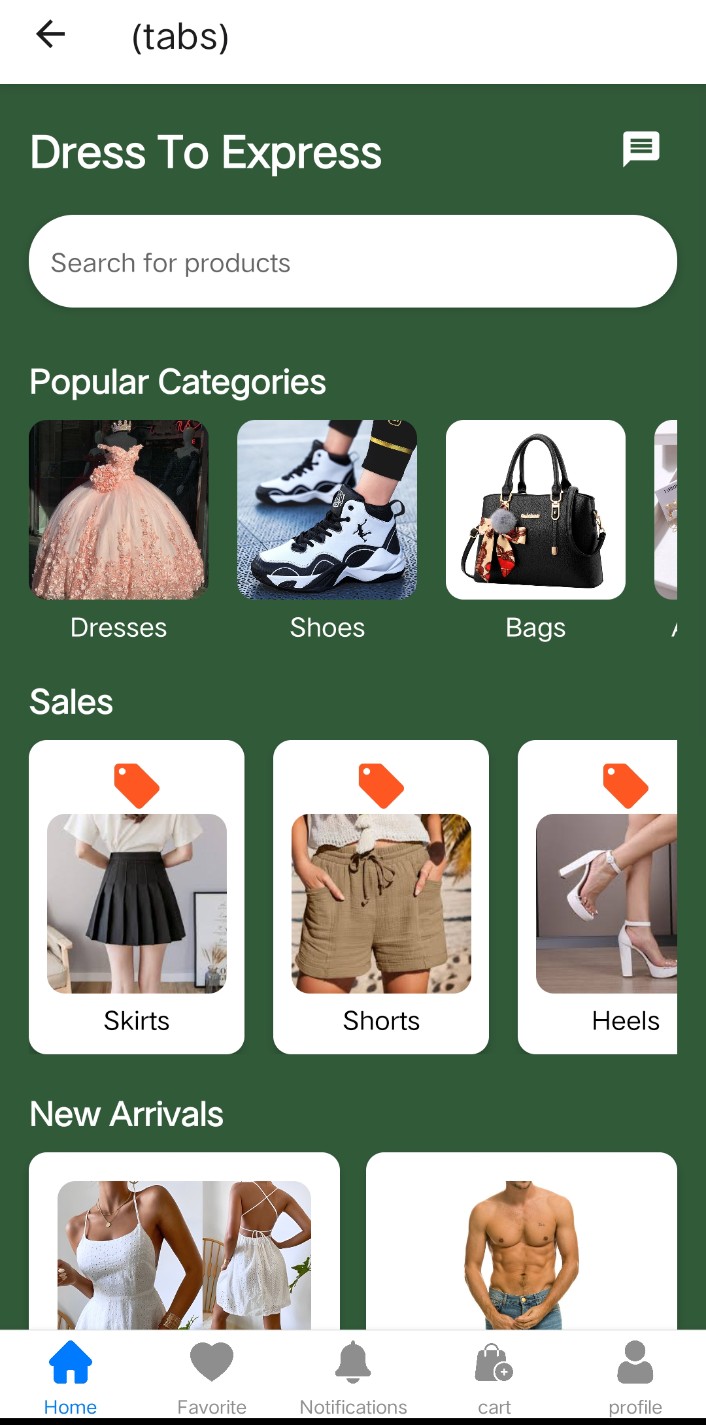 (tabs)
Dress To Express
Search for products
Popular Categories
Dresses
Shoes
Bags
Sales
Skirts
Shorts
Heels
New Arrivals
Home
Favorite
Notifications
cart
profile